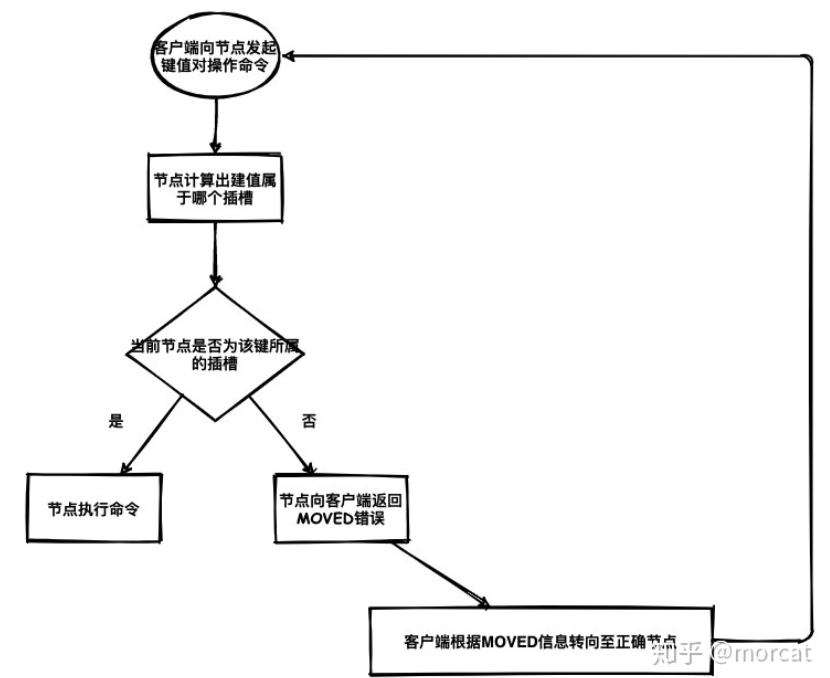 客户端向节点发起
键值对操作命令
节点计算出建值属
于哪个插槽
当前节点是否为该键所属
的插槽
是
否
节点执行命令
节点向客户端返回
MOVED错误
客户端根据MOVED信息转向至正确节点
知乎 @morcat